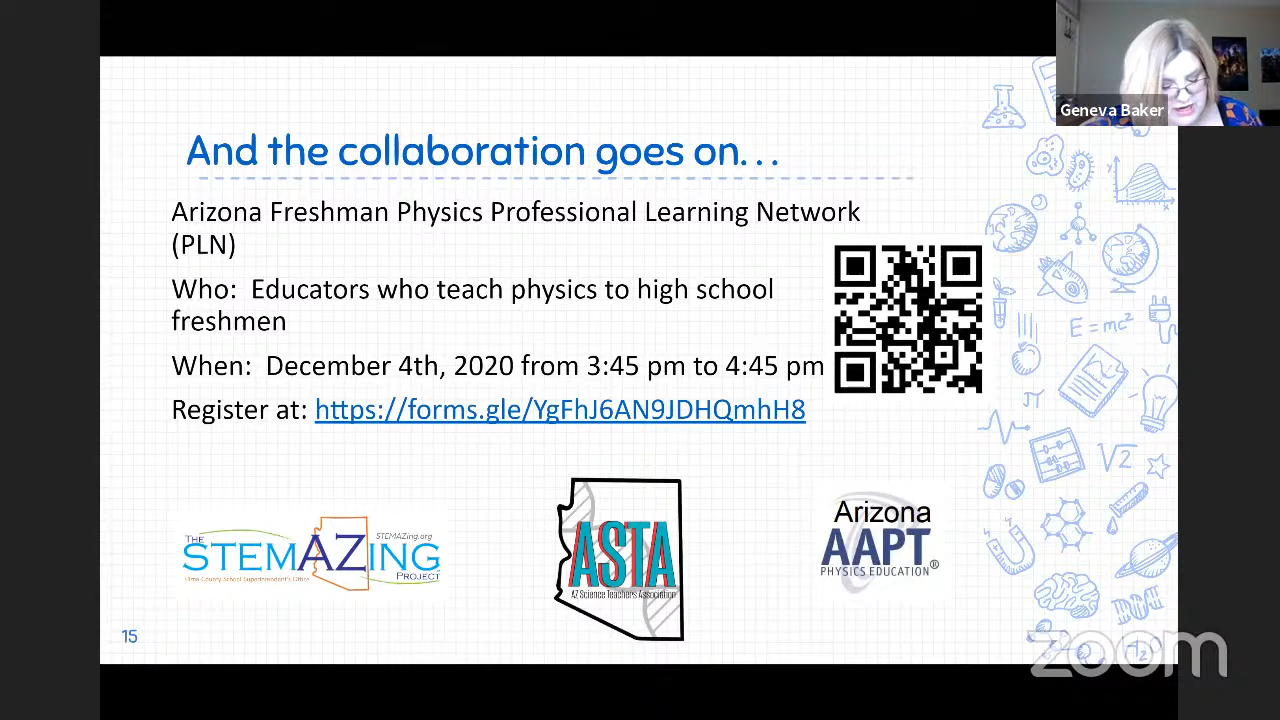 Geneva Baker
And the collaboration goes on...
Arizona Freshman Physics Professional Learning Network
(PLN)
Who: Educators who teach physics to high school
freshmen
When: December 4th, 2020 from 3:45 pm to 4:45 pm
Register at: https://forms.gle/YgFhJ6AN9JDHQmhH8
E = mc²
π
√2
THE
STEMAZING
PROJECT
STEMAZing.org
Pima County School Superintendent's Office
ASTA
AZ Science Teachers Association
Arizona
AAPT®
PHYSICS EDUCATION
15
H₂O
zoom